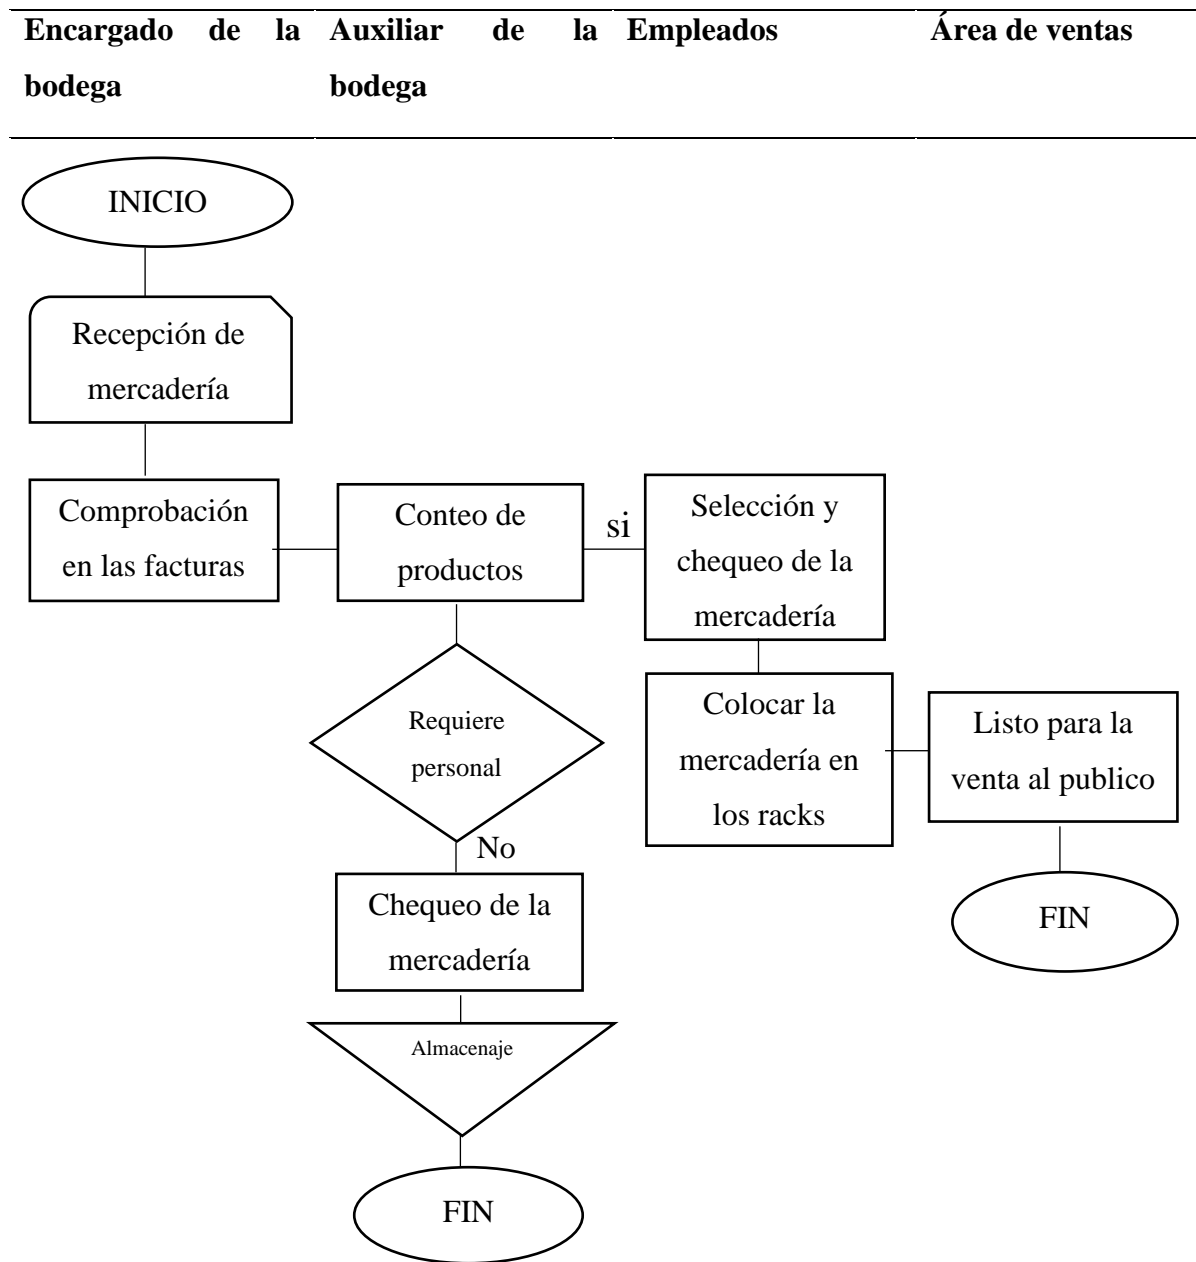 Encargado de la
bodega
Auxiliar de la
bodega
Empleados
Área de ventas
INICIO
Recepción de
mercadería
Comprobación
en las facturas
Conteo de
productos
si
Selección y
chequeo de la
mercadería
Requiere
personal
Colocar la
mercadería en
los racks
Listo para la
venta al publico
No
Chequeo de la
mercadería
FIN
Almacenaje
FIN